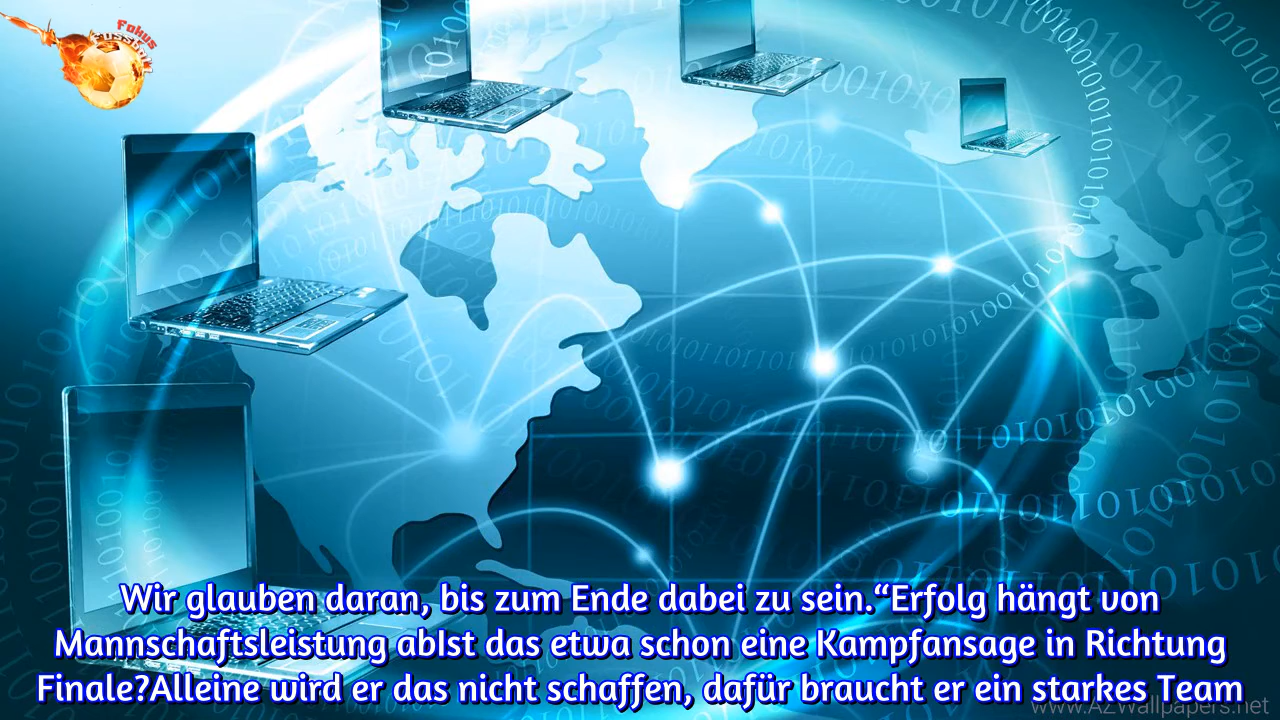 Fokus
Fussball
Wir glauben daran, bis zum Ende dabei zu sein.“Erfolg hängt von
Mannschaftsleistung abIst das etwa schon eine Kampfansage in Richtung
Finale?Alleine wird er das nicht schaffen, dafür braucht er ein starkes Team
www.AZWallpapers.net